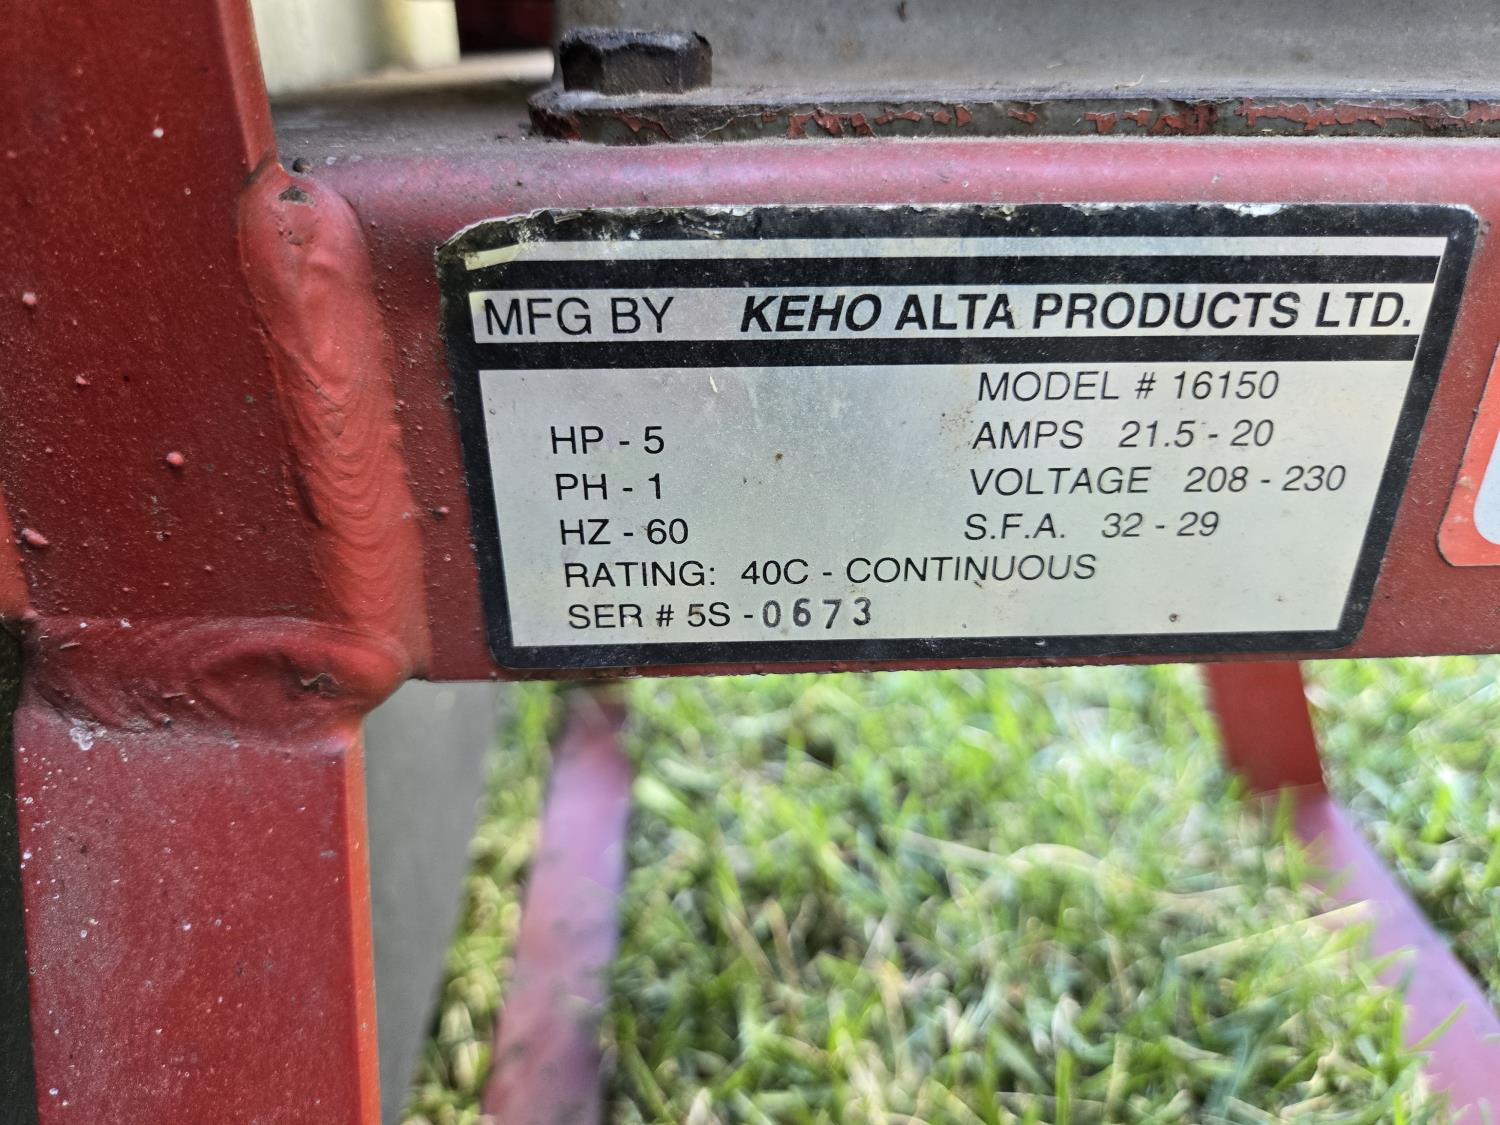 MFG BY KEHO ALTA PRODUCTS LTD.
MODEL # 16150
HP - 5 AMPS 21.5 - 20
PH - 1 VOLTAGE 208 - 230
HZ - 60 S.F.A. 32 - 29
RATING: 40C - CONTINUOUS
SER # 5S - 0673